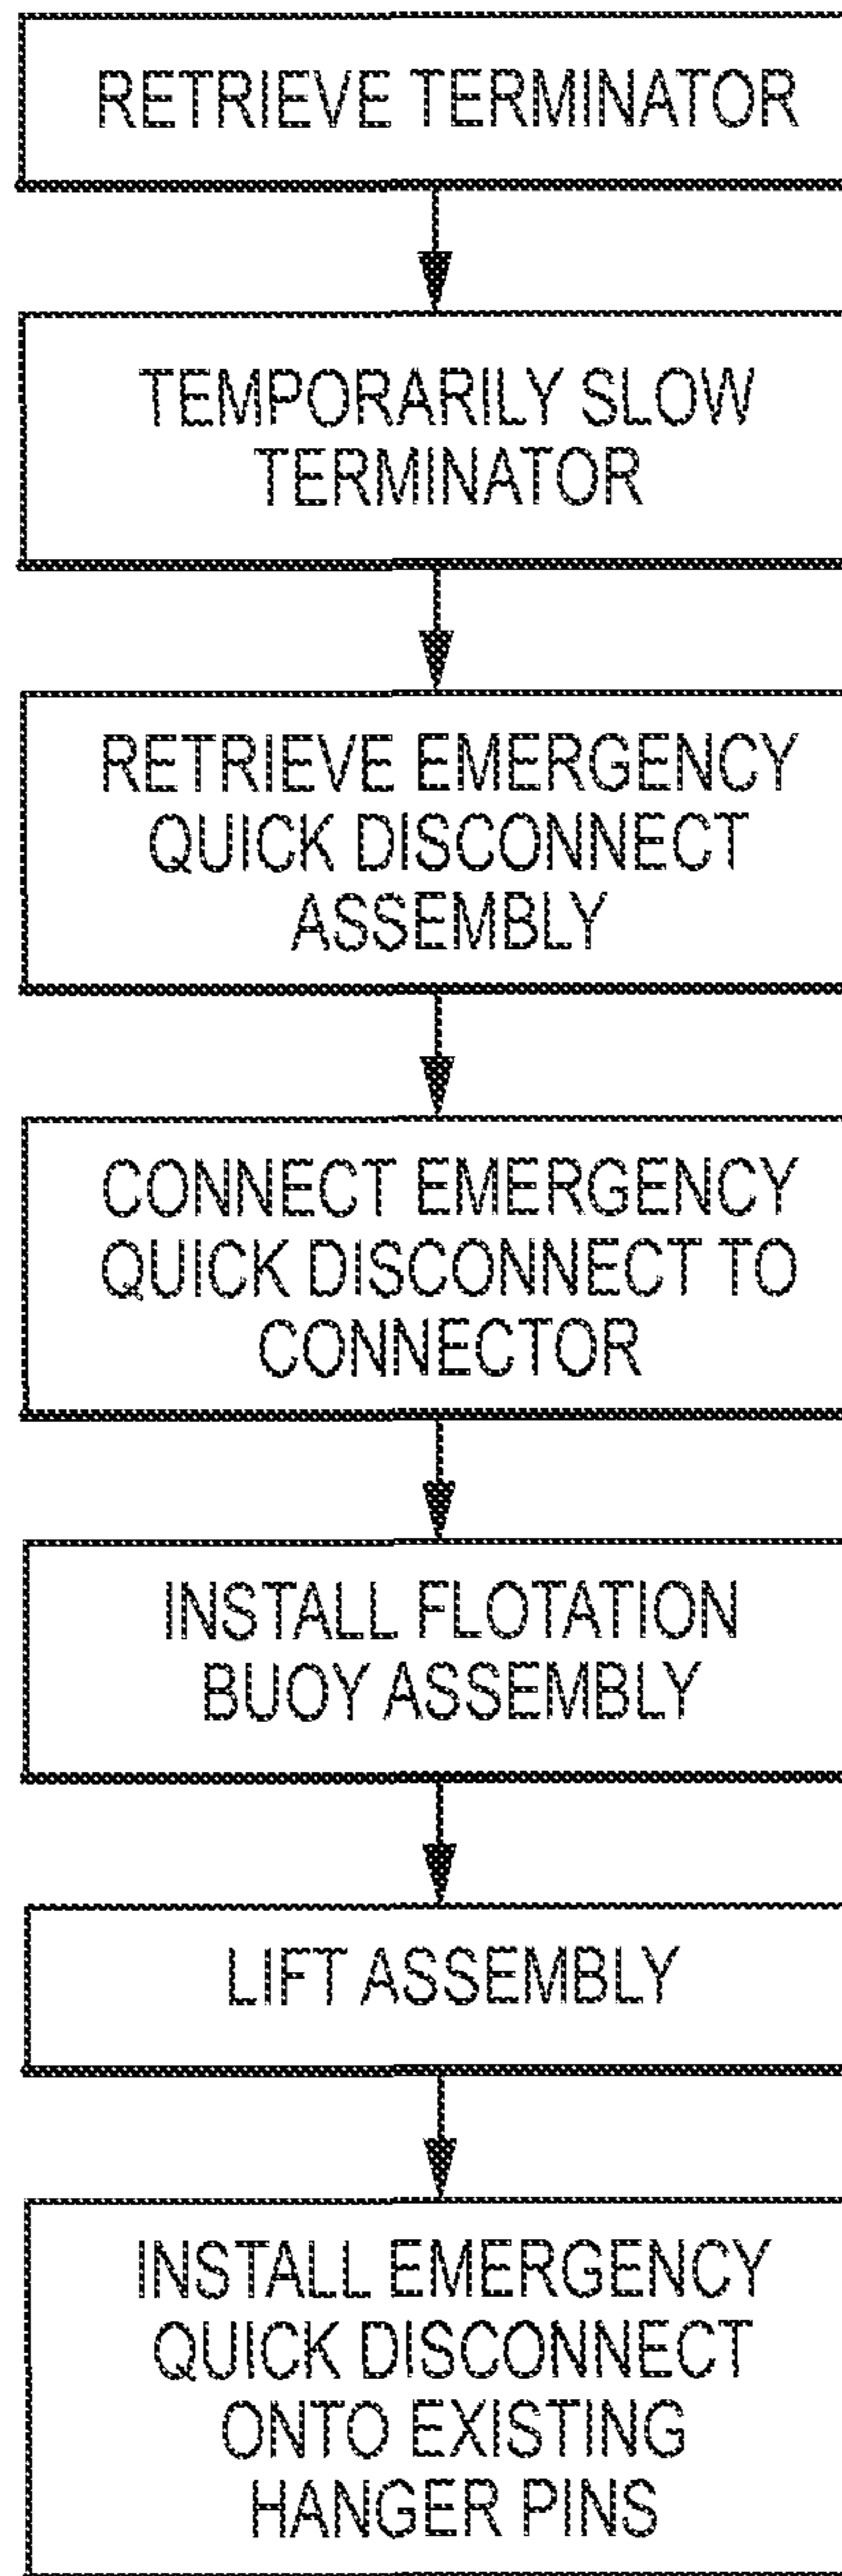 RETRIEVE TERMINATOR
TEMPORARILY SLOW
TERMINATOR
RETRIEVE EMERGENCY
QUICK DISCONNECT
ASSEMBLY
CONNECT EMERGENCY
QUICK DISCONNECT TO
CONNECTOR
INSTALL FLOTATION
BUOY ASSEMBLY
LIFT ASSEMBLY
INSTALL EMERGENCY
QUICK DISCONNECT
ONTO EXISTING
HANGER PINS